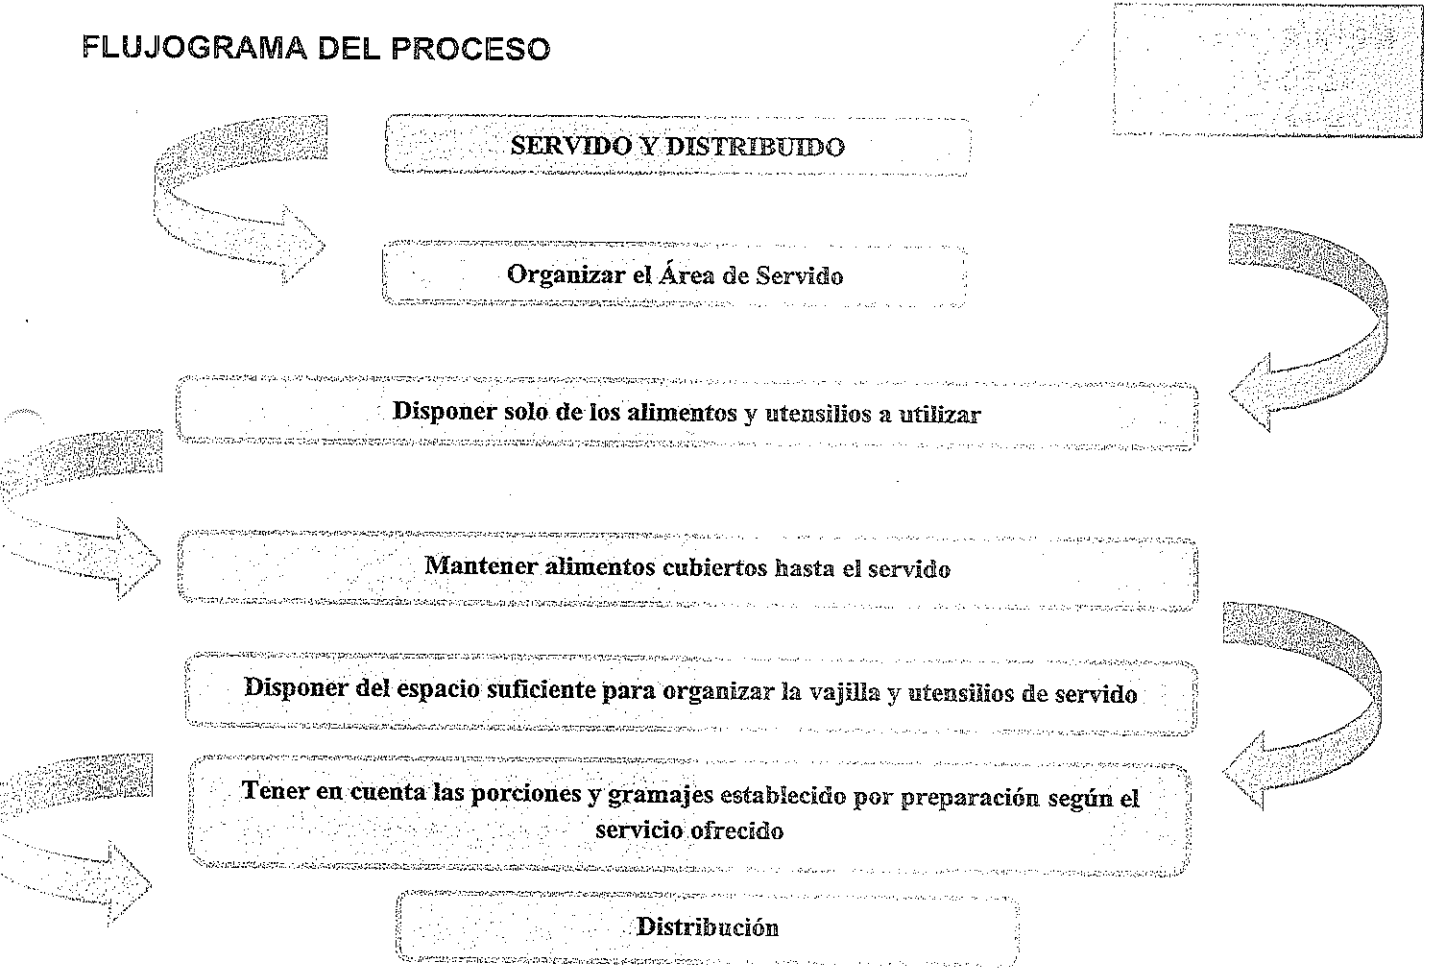 FLUJOGRAMA DEL PROCESO
SERVIDO Y DISTRIBUIDO
Organizar el Área de Servido
Disponer solo de los alimentos y utensilios a utilizar
Mantener alimentos cubiertos hasta el servido
Disponer del espacio suficiente para organizar la vajilla y utensilios de servido
Tener en cuenta las porciones y gramajes establecido por preparación según el
servicio ofrecido
Distribución